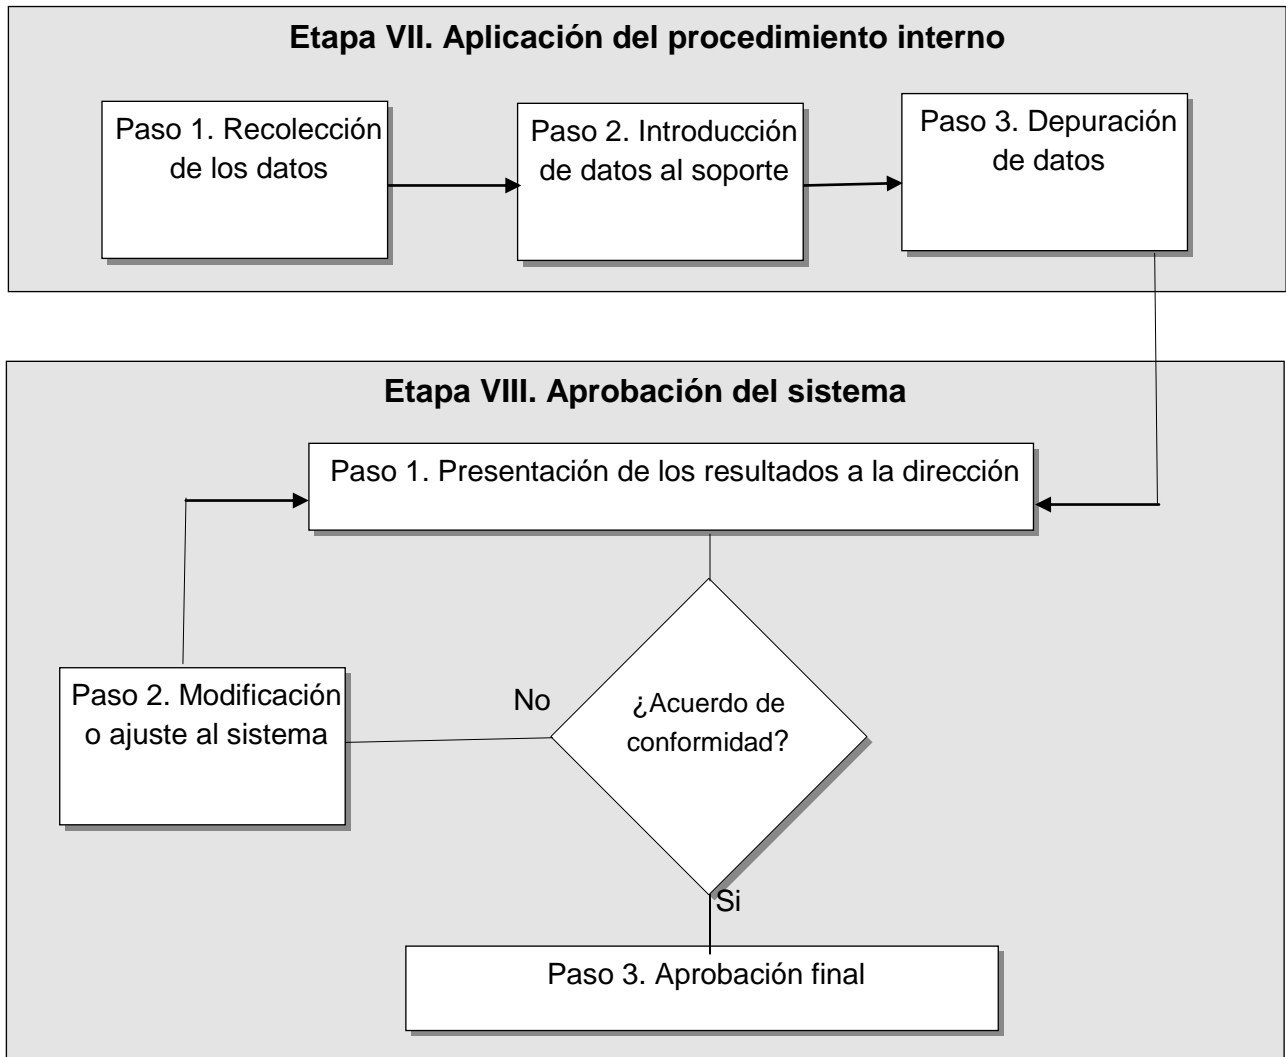 Etapa VII. Aplicación del procedimiento interno
Paso 1. Recolección
de los datos
Paso 2. Introducción
de datos al soporte
Paso 3. Depuración
de datos
Etapa VIII. Aprobación del sistema
Paso 1. Presentación de los resultados a la dirección
Paso 2. Modificación
o ajuste al sistema
No
¿Acuerdo de
conformidad?
Si
Paso 3. Aprobación final